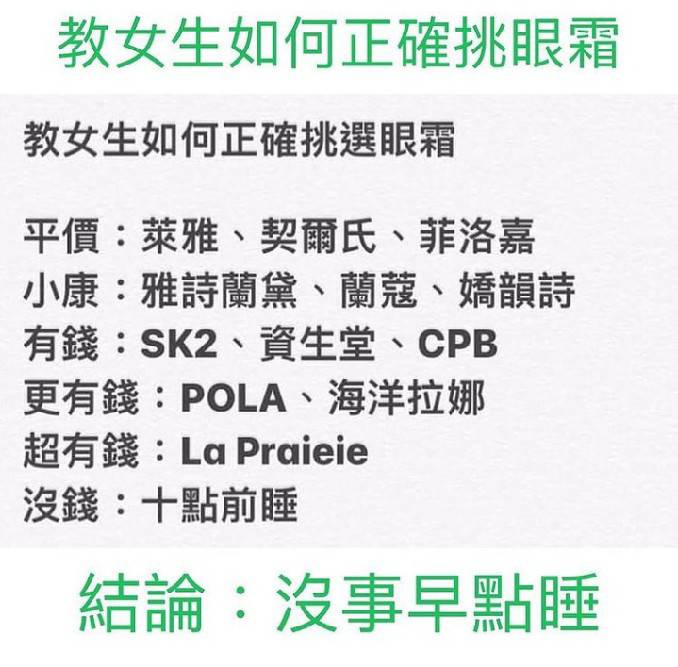 教女生如何正確挑眼霜
教女生如何正確挑選眼霜
平價：萊雅、契爾氏、菲洛嘉
小康：雅詩蘭黛、蘭蔻、嬌韻詩
有錢：SK2、資生堂、CPB
更有錢：POLA、海洋拉娜
超有錢：La Praieie
沒錢：十點前睡
結論：沒事早點睡